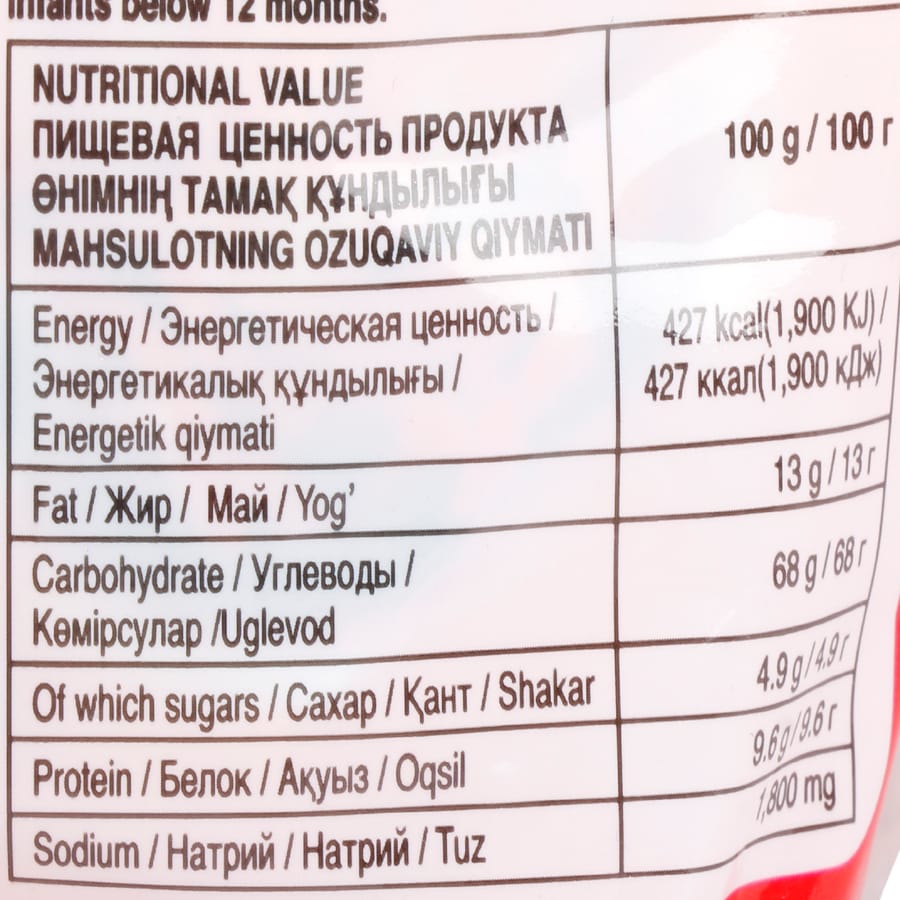 infants below 12 months.
NUTRITIONAL VALUE
ПИЩЕВАЯ ЦЕННОСТЬ ПРОДУКТА
ӨНІМНІҢ ТАМАҚ ҚҰНДЫЛЫҒЫ
MAHSULOTNING OZUQAVIY QIYMATI
100 g / 100 г
Energy / Энергетическая ценность /
Энергетикалық құндылығы /
Energetik qiymati
427 kcal(1,900 KJ) /
427 ккал(1,900 кДж)
Fat / Жир / Май / Yog’
13 g / 13 г
Carbohydrate / Углеводы /
Көмірсулар /Uglevod
68 g / 68 г
Of which sugars / Сахар / Қант / Shakar
4.9 g / 4.9 г
Protein / Белок / Ақуыз / Oqsil
9.6 g / 9.6 г
Sodium / Натрий / Натрий / Tuz
1,800 mg